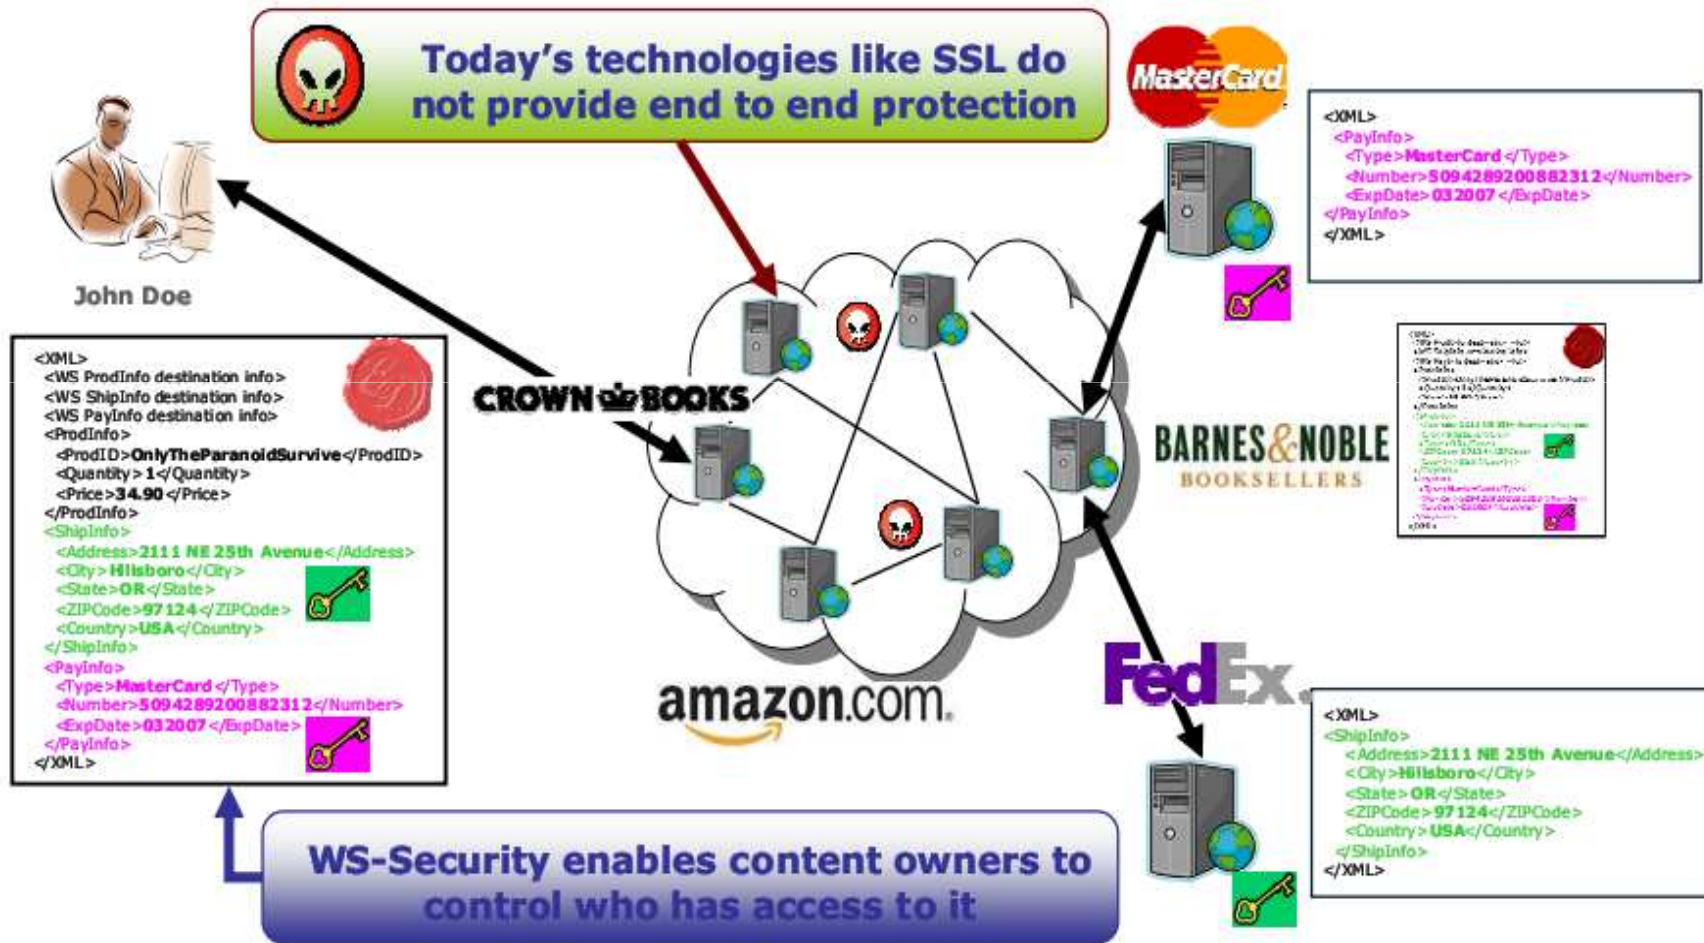 Today's technologies like SSL do
not provide end to end protection
MasterCard
<XML>
<PayInfo>
<Type>MasterCard</Type>
<Number>5094289200882312</Number>
<ExpDate>032007</ExpDate>
</PayInfo>
</XML>
John Doe
<XML>
<WS ProdInfo destination info>
<WS ShipInfo destination info>
<WS PayInfo destination info>
<ProdInfo>
<ProdID>OnlyTheParanoidSurvive</ProdID>
<Quantity>1</Quantity>
<Price>34.90</Price>
</ProdInfo>
<ShipInfo>
<Address>2111 NE 25th Avenue</Address>
<City>Hillsboro</City>
<State>OR</State>
<ZIPCode>97124</ZIPCode>
<Country>USA</Country>
</ShipInfo>
<PayInfo>
<Type>MasterCard</Type>
<Number>5094289200882312</Number>
<ExpDate>032007</ExpDate>
</PayInfo>
</XML>
CROWN BOOKS
BARNES&NOBLE
BOOKSELLERS
amazon.com.
FedEx.
<XML>
<ShipInfo>
<Address>2111 NE 25th Avenue</Address>
<City>Hillsboro</City>
<State>OR</State>
<ZIPCode>97124</ZIPCode>
<Country>USA</Country>
</ShipInfo>
</XML>
WS-Security enables content owners to
control who has access to it